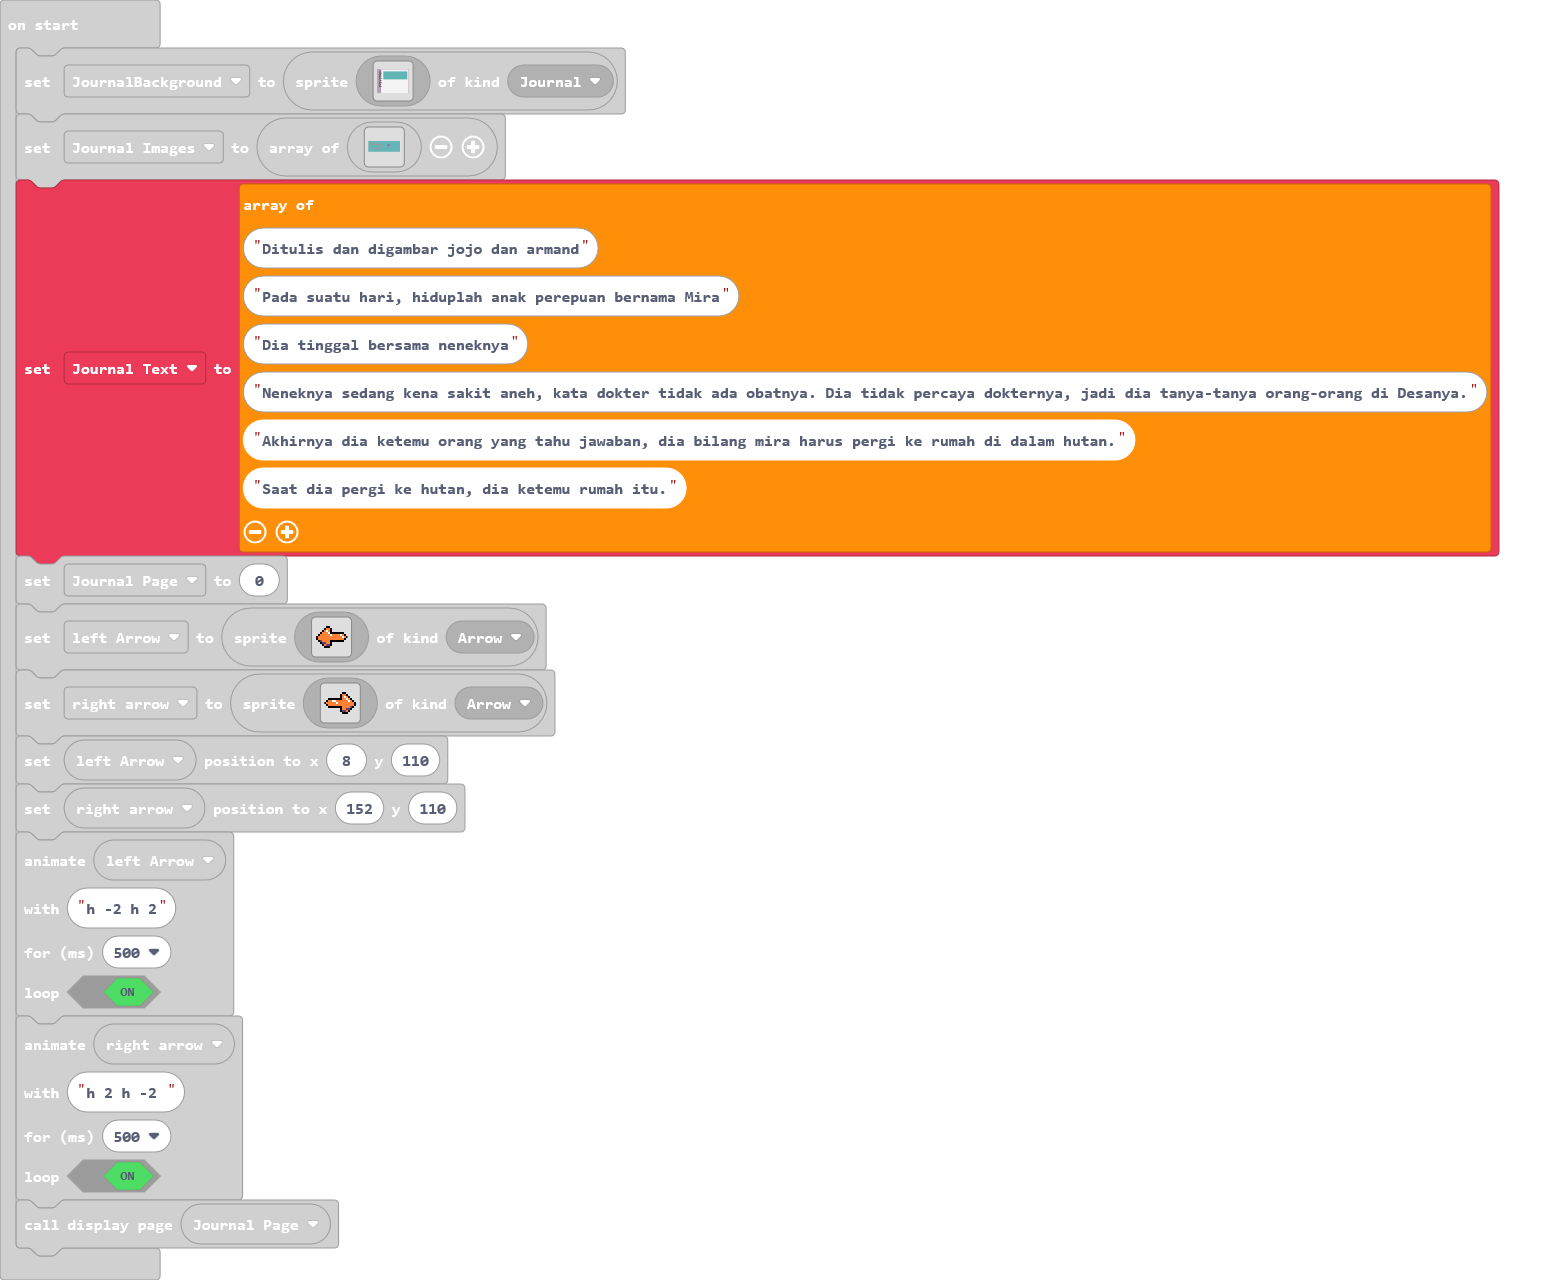 on start
set JournalBackground to sprite of kind Journal
set Journal Images to array of
array of
"Ditulis dan digambar jojo dan armand"
"Pada suatu hari, hiduplah anak perepuan bernama Mira"
"Dia tinggal bersama neneknya"
set Journal Text to
"Neneknya sedang kena sakit aneh, kata dokter tidak ada obatnya. Dia tidak percaya dokternya, jadi dia tanya-tanya orang-orang di Desanya."
"Akhirnya dia ketemu orang yang tahu jawaban, dia bilang mira harus pergi ke rumah di dalam hutan."
"Saat dia pergi ke hutan, dia ketemu rumah itu."
set Journal Page to 0
set left Arrow to sprite of kind Arrow
set right arrow to sprite of kind Arrow
set left Arrow position to x 8 y 110
set right arrow position to x 152 y 110
animate left Arrow
with "h -2 h 2"
for (ms) 500
loop ON
animate right arrow
with "h 2 h -2 "
for (ms) 500
loop ON
call display page Journal Page